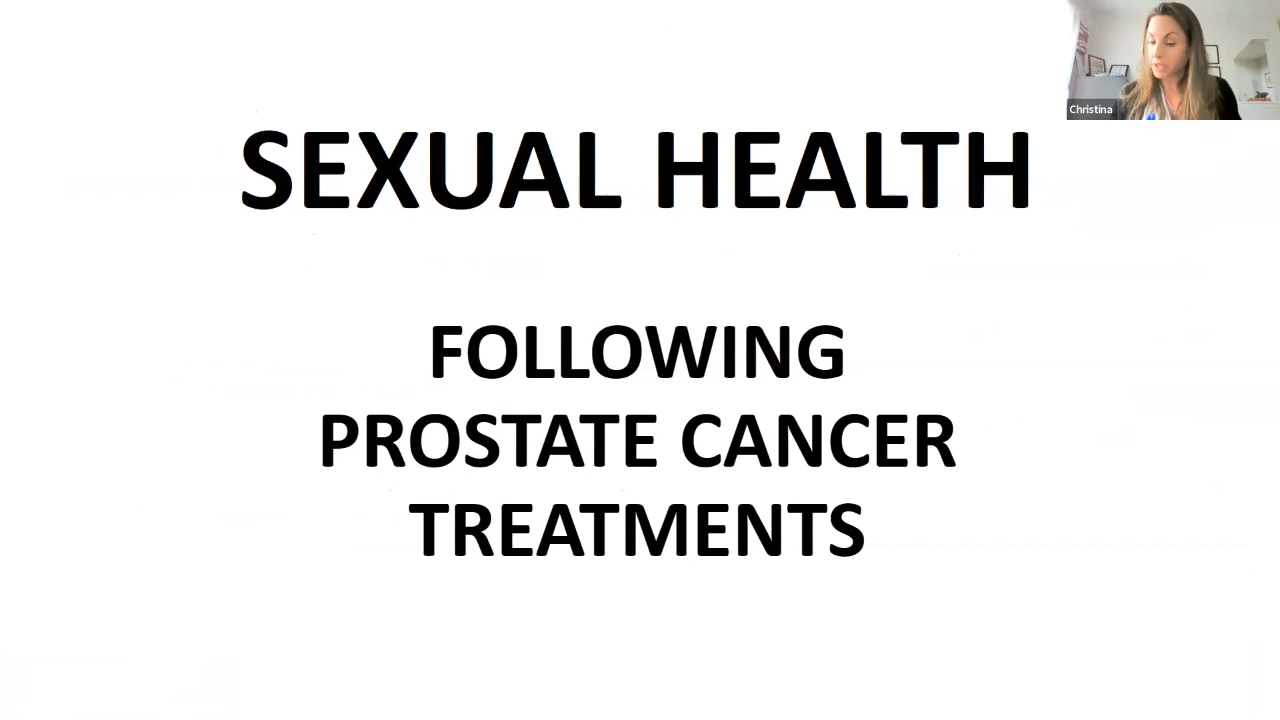 Christina
SEXUAL HEALTH
FOLLOWING
PROSTATE CANCER
TREATMENTS